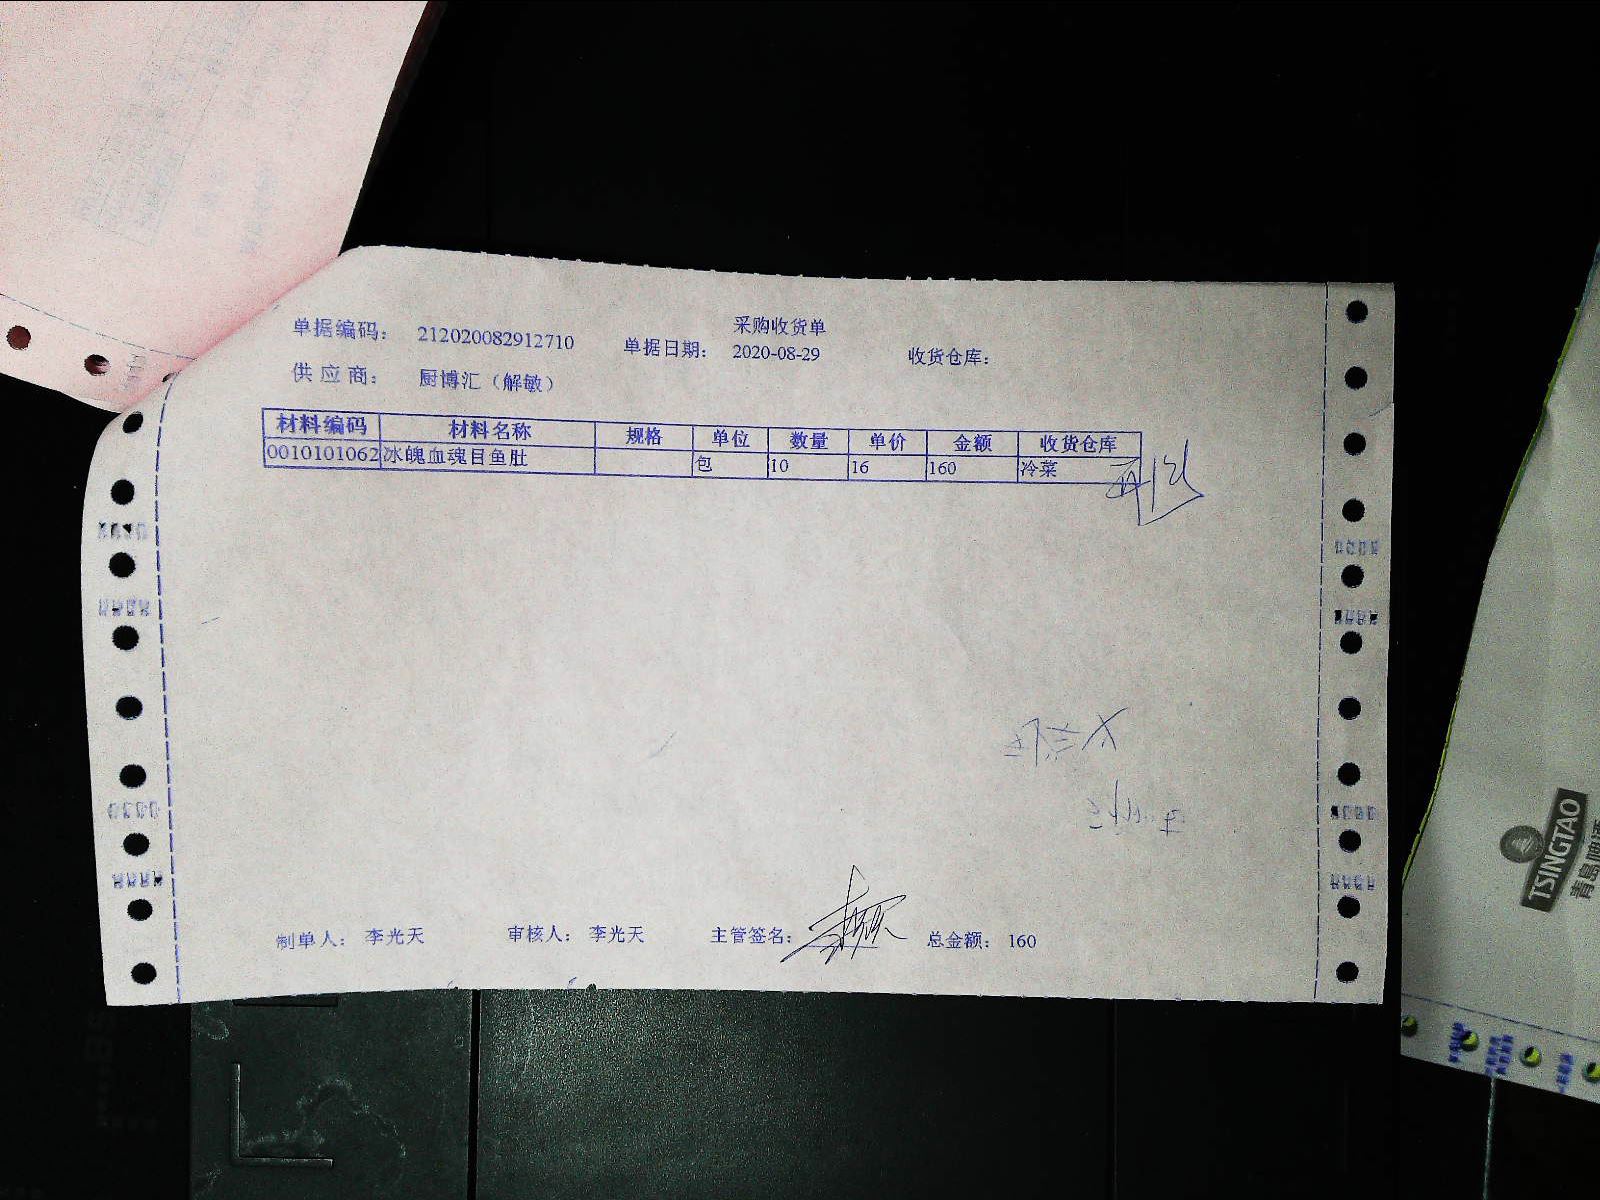 采购收货单
单据编码： 212020082912710 单据日期： 2020-08-29 收货仓库：
供 应 商： 厨博汇（解敏）
材料编码 材料名称 规格 单位 数量 单价 金额 收货仓库
0010101062 冰魄血魂目鱼肚 包 10 16 160 冷菜
制单人： 李光天 审核人： 李光天 主管签名： 总金额： 160
TSINGTAO
青島啤酒